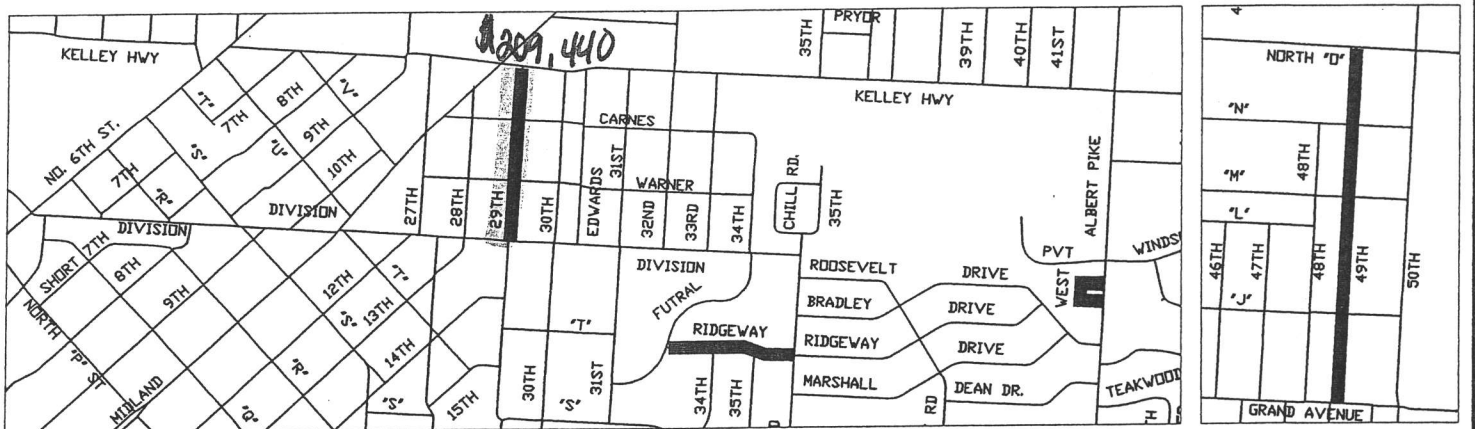 $209,440
KELLEY HWY
35TH
PRYOR
39TH
40TH
41ST
KELLEY HWY
NO. 6TH ST.
"T"
7TH
8TH
"V"
"S"
"U"
9TH
7TH
"R"
10TH
DIVISION
DIVISION
27TH
28TH
29TH
30TH
EDWARDS
31ST
CARNES
WARNER
32ND
33RD
34TH
CHILL RD.
35TH
ALBERT PIKE
SHORT 7TH
8TH
9TH
NORTH "P" ST
MIDLAND
"Q"
"R"
12TH
"S"
13TH
"T"
14TH
"S"
15TH
DIVISION
FUTRAL
"T"
30TH
31ST
"S"
RIDGEWAY
34TH
35TH
ROOSEVELT DRIVE
BRADLEY DRIVE
RIDGEWAY DRIVE
MARSHALL
DEAN DR.
RD
PVT
WEST
WINDS
TEAKWOOD
TH
NORTH "O"
"N"
"M"
"L"
"J"
46TH
47TH
48TH
48TH
49TH
50TH
GRAND AVENUE